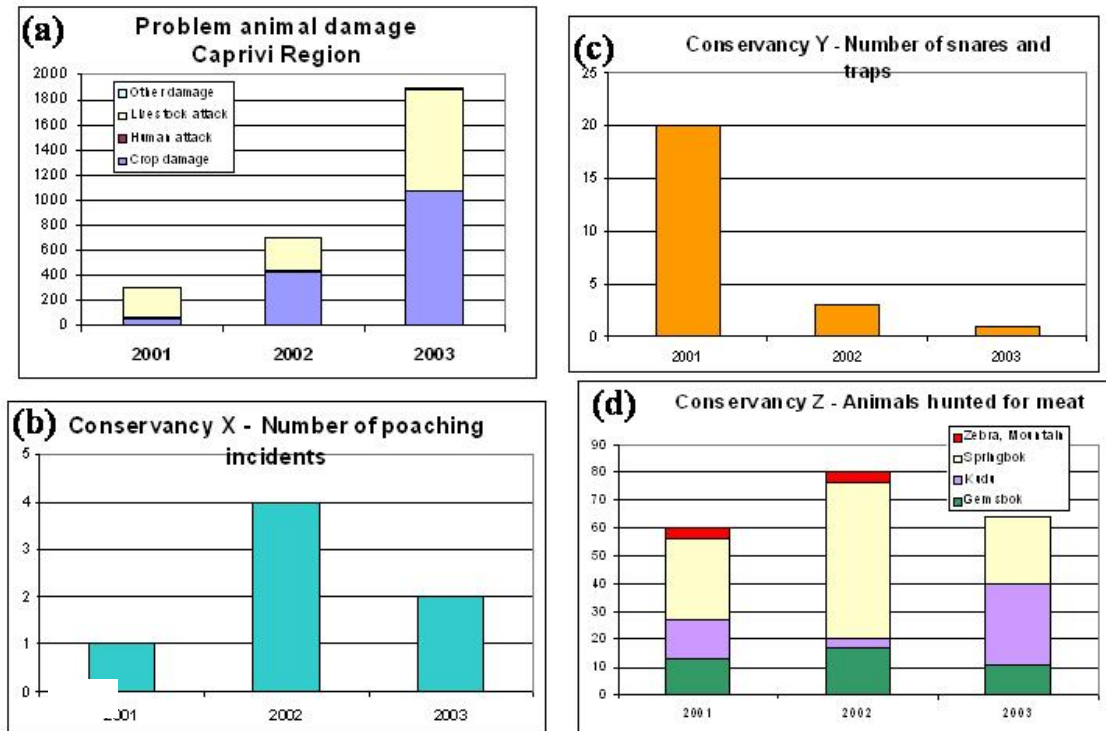 (a)
Problem animal damage
Caprivi Region
2000
1800
1600
1400
1200
1000
800
600
400
200
0
Other damage
Livestock attack
Human attack
Crop damage
2001
2002
2003
(b)
Conservancy X - Number of poaching
incidents
5
4
3
2
1
0
2001
2002
2003
(c)
Conservancy Y - Number of snares and
traps
25
20
15
10
5
0
2001
2002
2003
(d)
Conservancy Z - Animals hunted for meat
90
80
70
60
50
40
30
20
10
0
Zebra, Mountain
Springbok
Kudu
Gemsbok
2001
2002
2003